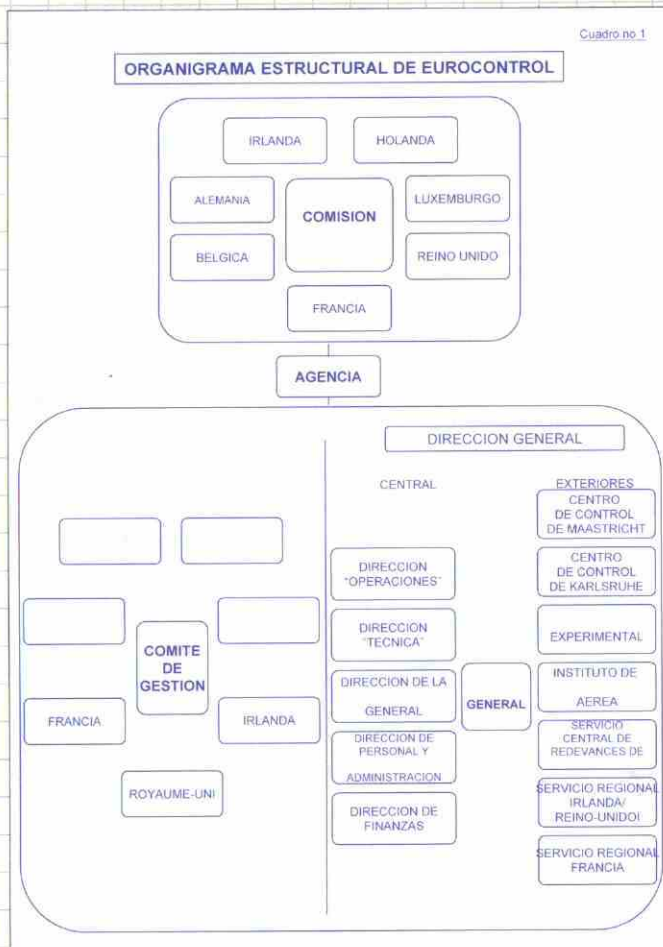 Cuadro no 1
ORGANIGRAMA ESTRUCTURAL DE EUROCONTROL
IRLANDA
HOLANDA
ALEMANIA
COMISION
LUXEMBURGO
BELGICA
REINO UNIDO
FRANCIA
AGENCIA
COMITE
DE
GESTION
FRANCIA
IRLANDA
ROYAUME-UNI
DIRECCION GENERAL
CENTRAL
DIRECCION
"OPERACIONES"
DIRECCION
"TECNICA"
DIRECCION DE LA
GENERAL
DIRECCION DE
PERSONAL Y
ADMINISTRACION
DIRECCION DE
FINANZAS
GENERAL
EXTERIORES
CENTRO
DE CONTROL
DE MAASTRICHT
CENTRO
DE CONTROL
DE KARLSRUHE
EXPERIMENTAL
INSTITUTO DE
AEREA
SERVICIO
CENTRAL DE
REDEVANCES DE
SERVICIO REGIONAL
IRLANDA/
REINO-UNIDOI
SERVICIO REGIONAL
FRANCIA